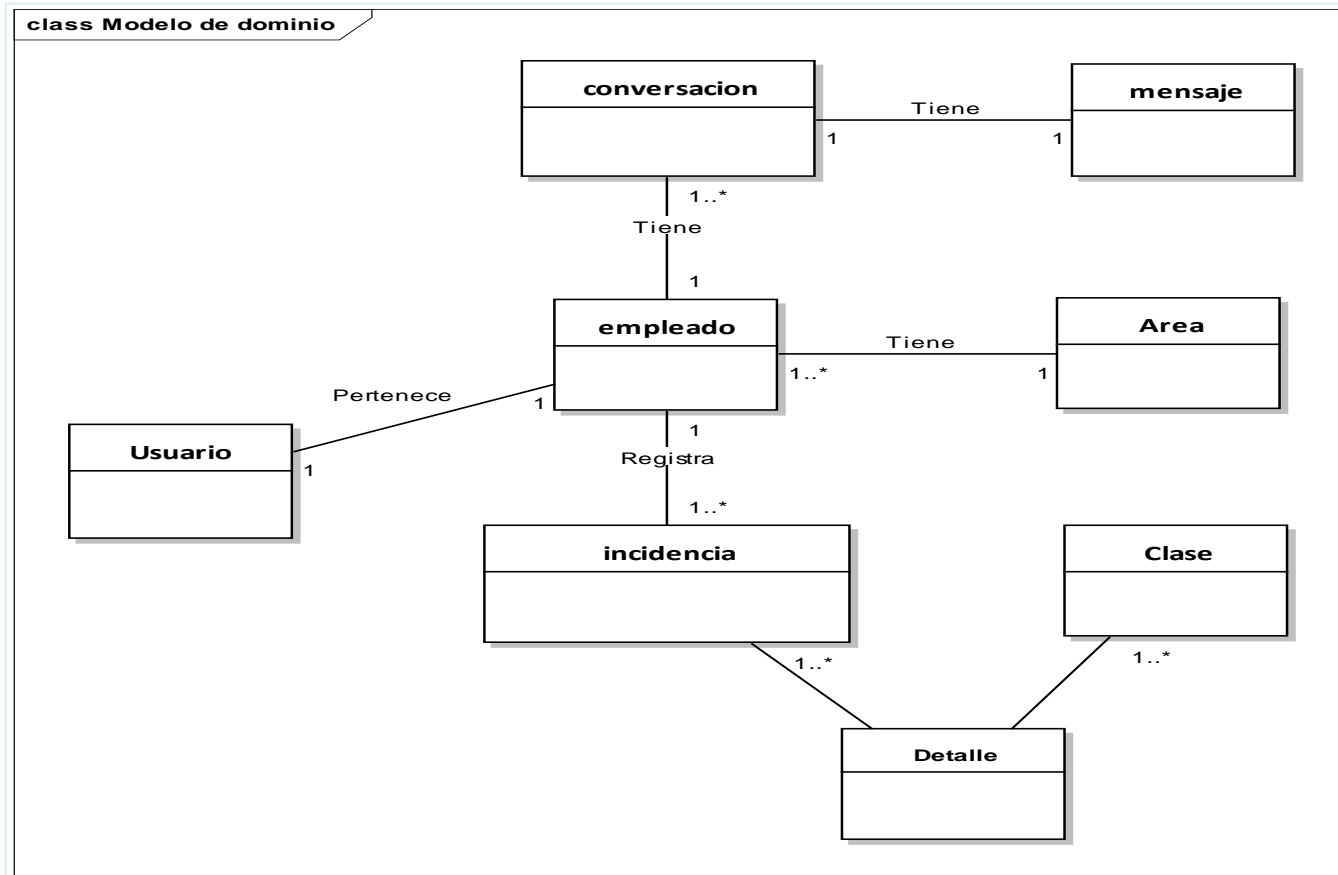 class Modelo de dominio
conversacion
mensaje
Tiene
1
1
1..*
Tiene
1
empleado
Area
Tiene
1..*
1
Pertenece
1
Usuario
1
1
Registra
1..*
incidencia
Clase
1..*
1..*
Detalle